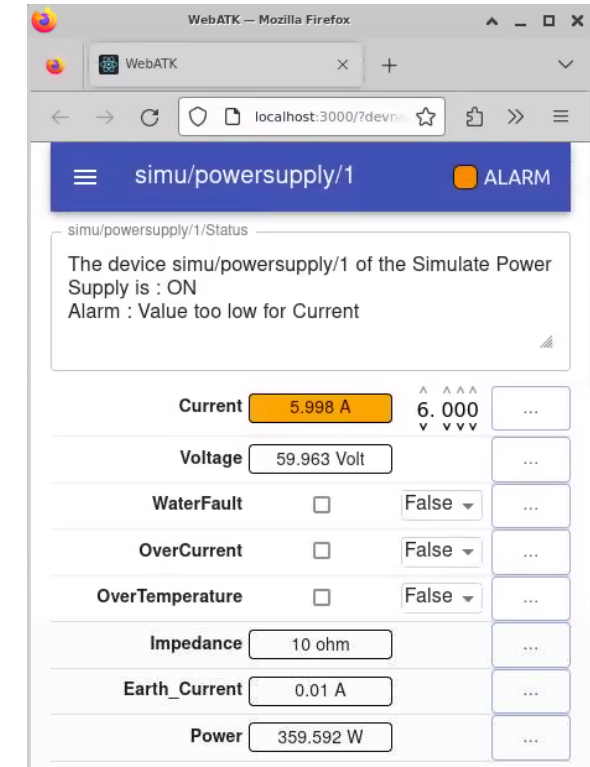 WebATK — Mozilla Firefox
WebATK
localhost:3000/?devn
simu/powersupply/1 ALARM
simu/powersupply/1/Status
The device simu/powersupply/1 of the Simulate Power
Supply is : ON
Alarm : Value too low for Current
Current 5.998 A 6. 000 ...
Voltage 59.963 Volt ...
WaterFault False ...
OverCurrent False ...
OverTemperature False ...
Impedance 10 ohm ...
Earth_Current 0.01 A ...
Power 359.592 W ...